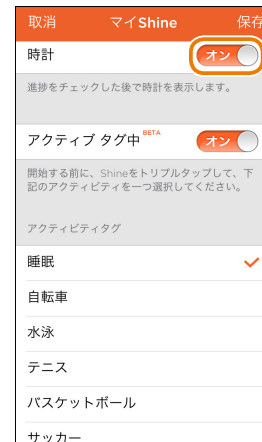 取消 マイShine 保存
時計 オン
進捗をチェックした後で時計を表示します。
アクティブ タグ中 BETA オン
開始する前に、Shineをトリプルタップして、下
記のアクティビティを一つ選択してください。
アクティビティタグ
睡眠
自転車
水泳
テニス
バスケットボール
サッカー